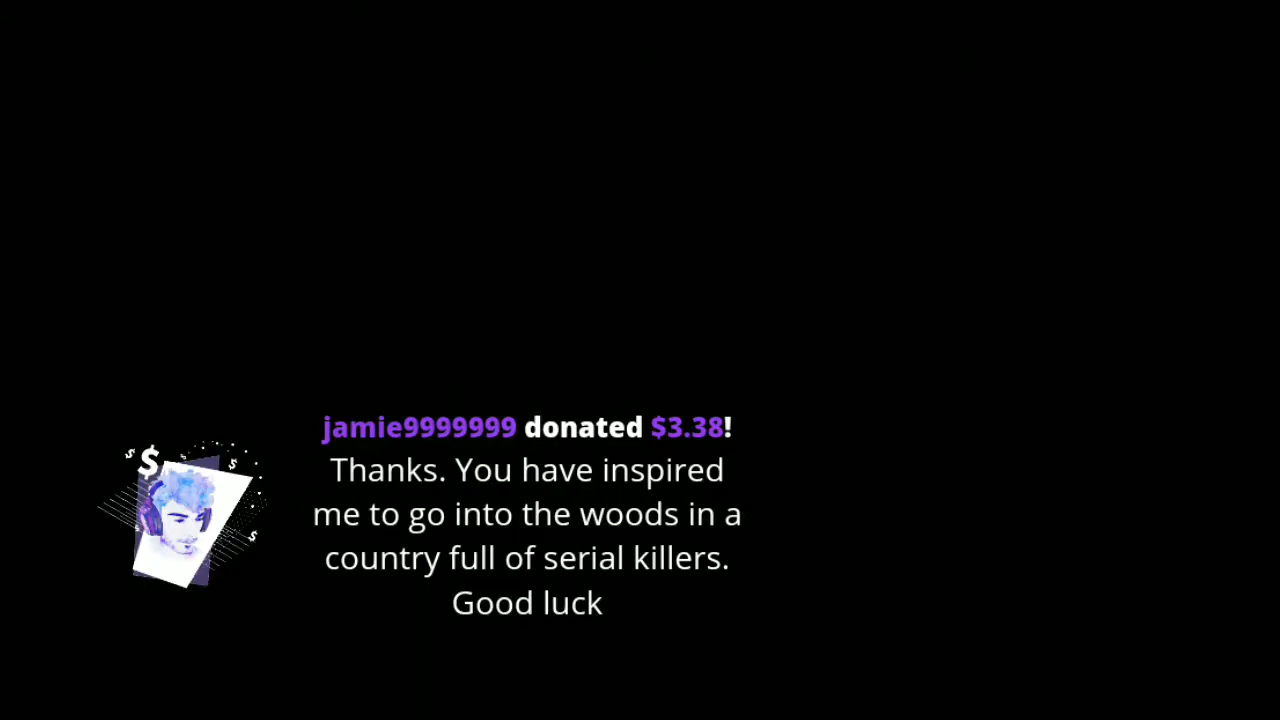 jamie9999999 donated $3.38!
Thanks. You have inspired
me to go into the woods in a
country full of serial killers.
Good luck